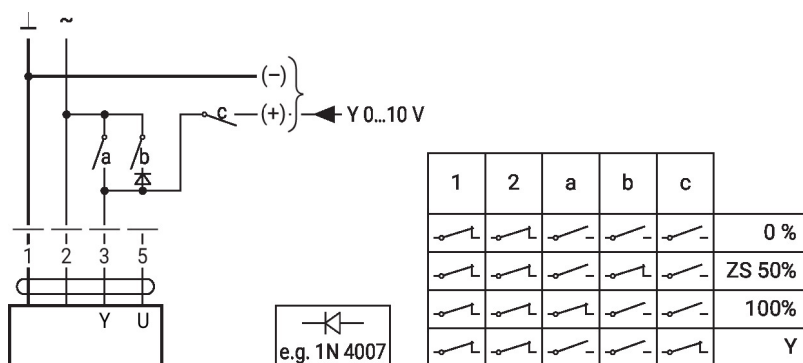 ⊥ ~
(–)
c (+) Y 0...10 V
a b
1 2 3 5
Y U
e.g. 1N 4007
1 2 a b c
0 %
ZS 50%
100%
Y